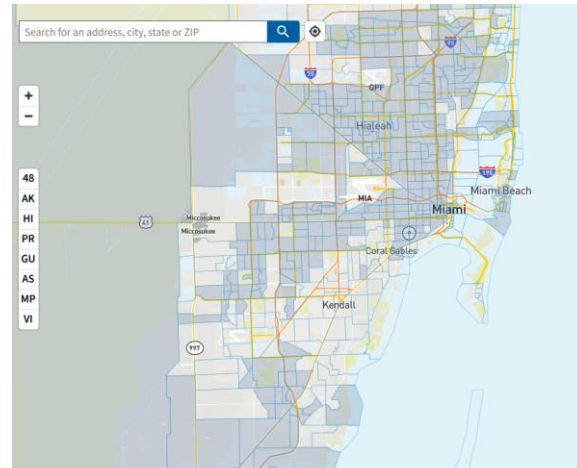 Search for an address, city, state or ZIP
95
75
OPF
Hialeah
+
−
195
48
AK
HI
PR
GU
AS
MP
VI
MIA
Miami Beach
Miami
Miccosukee
41
Miccosukee
Coral Gables
Kendall
997